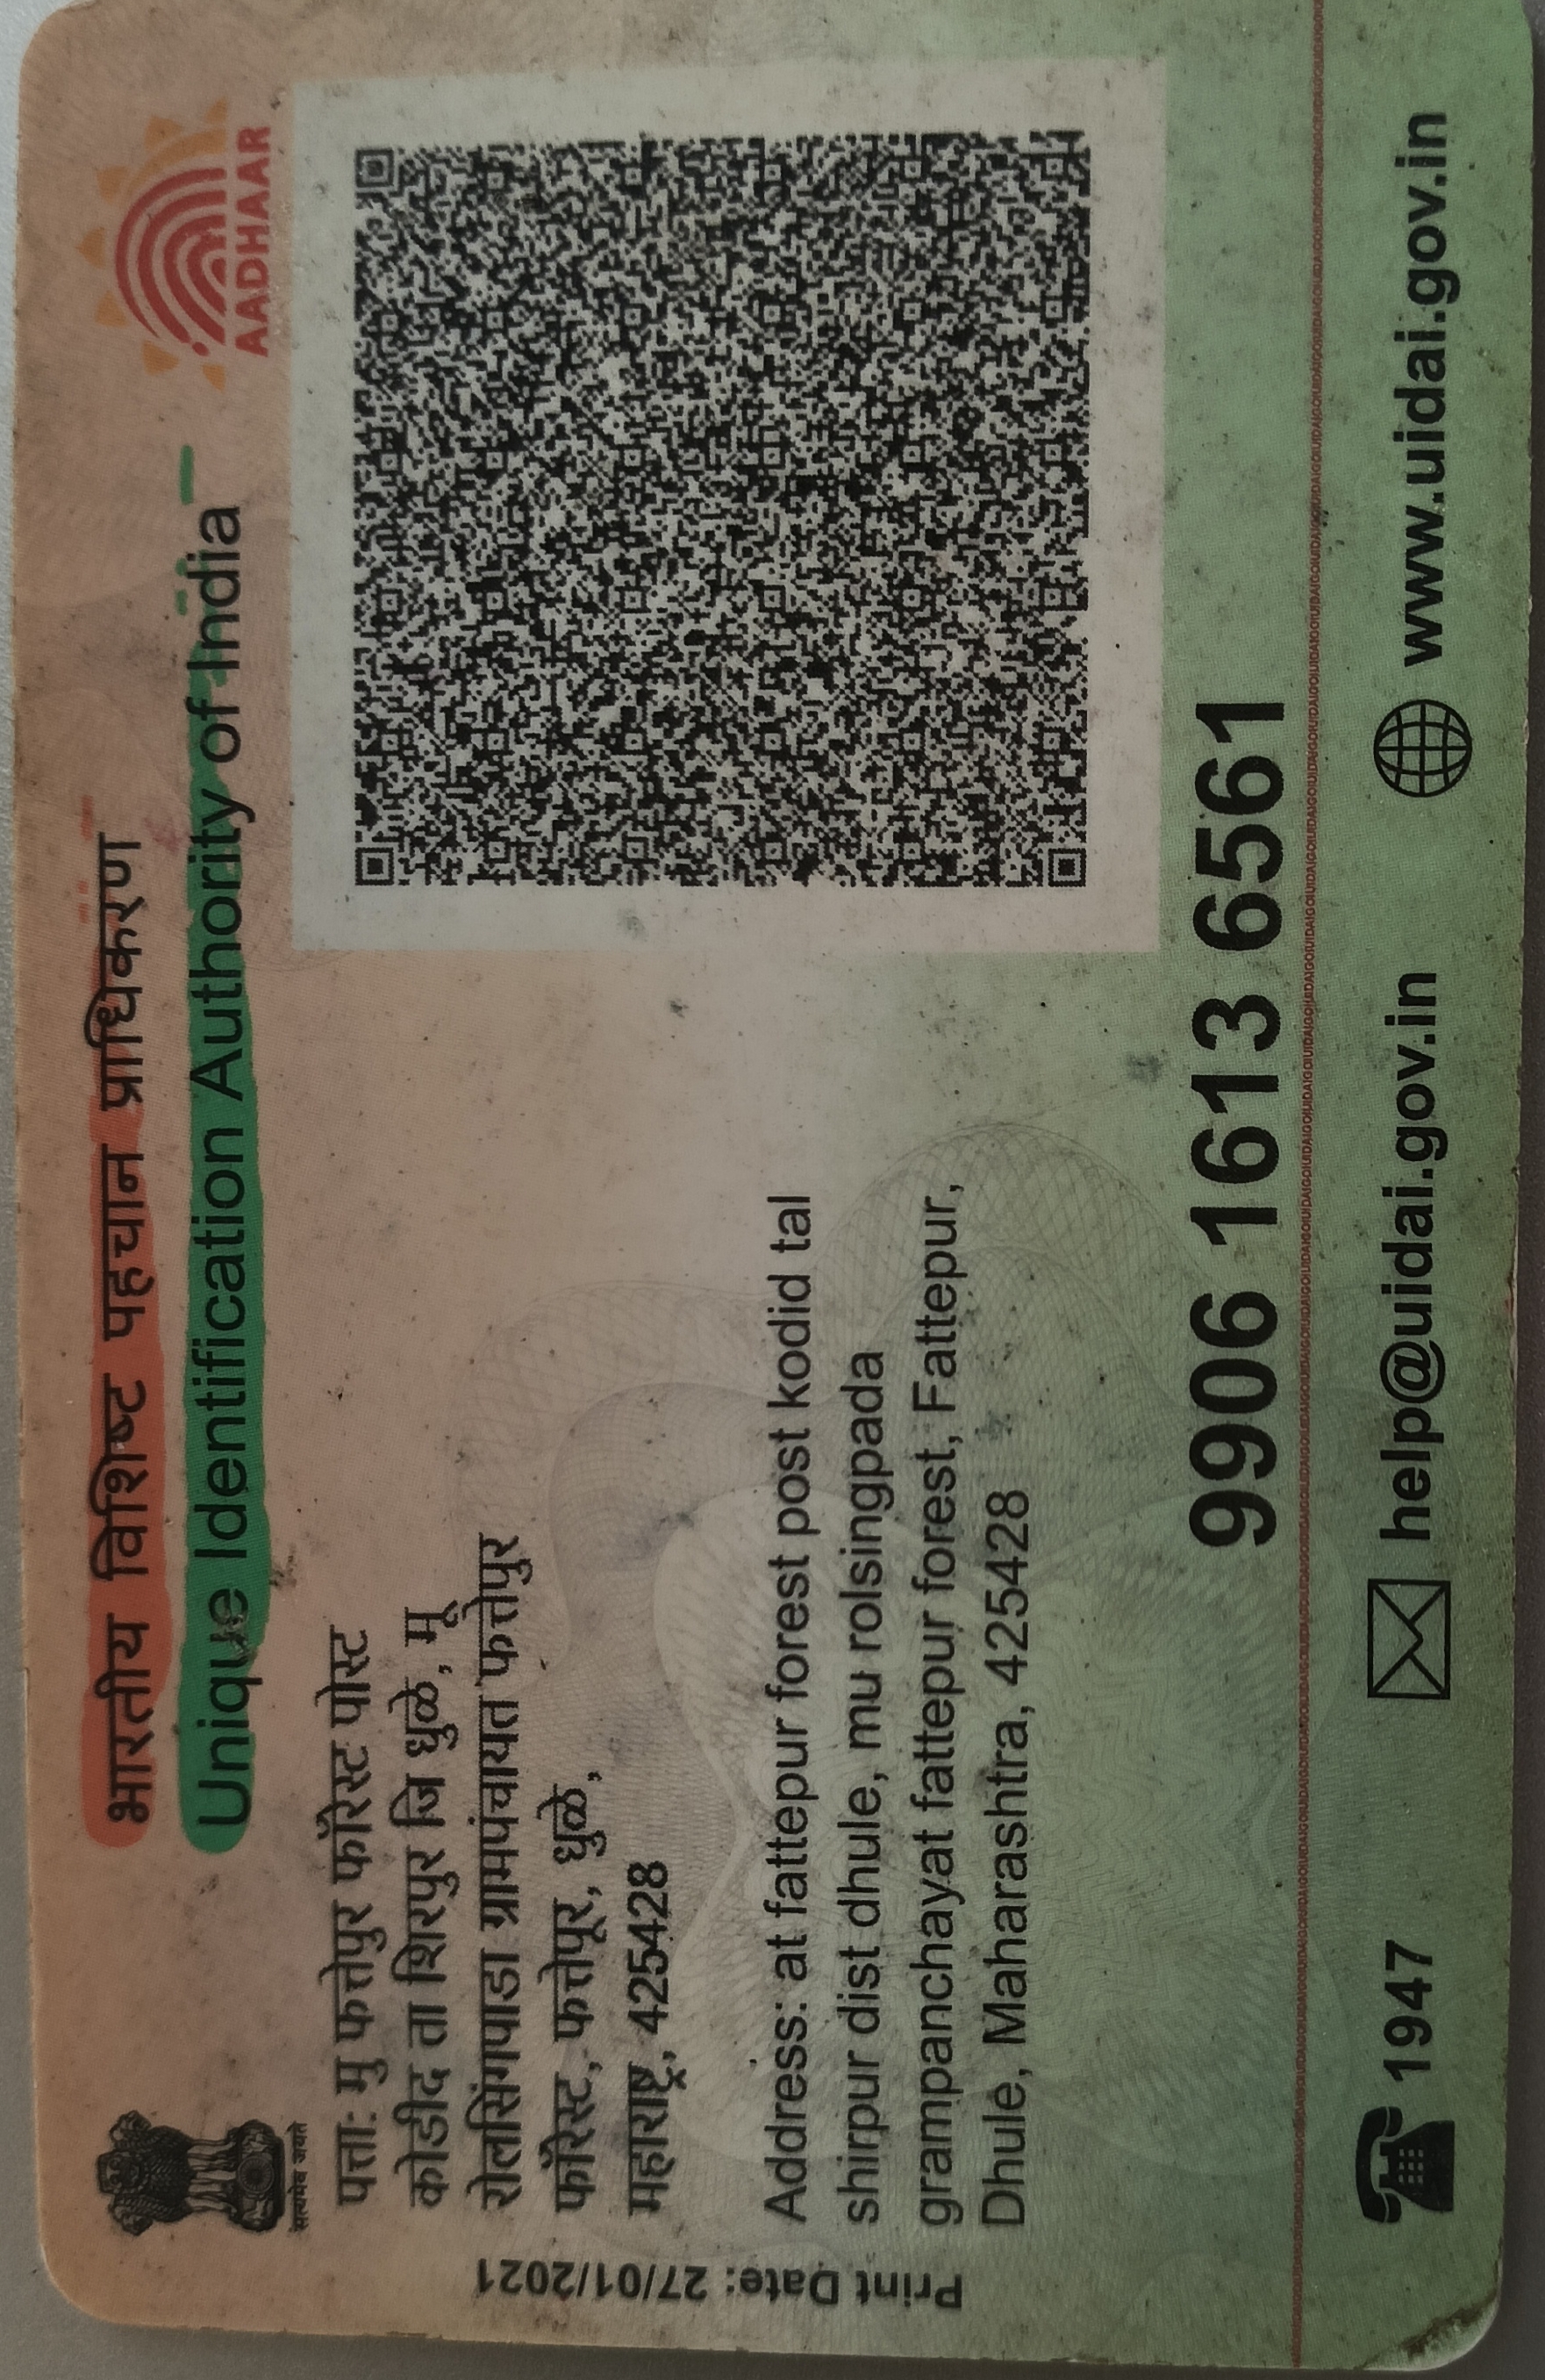 भारतीय विशिष्ट पहचान प्राधिकरण
Unique Identification Authority of India
AADHAAR
सत्यमेव जयते
पत्ता: मु फत्तेपुर फॉरेस्ट पोस्ट
कोडीद ता शिरपुर जि धुळे, मू
रोलसिंगपाडा ग्रामपंचायत फत्तेपुर
फॉरेस्ट, फत्तेपूर, धुळे,
महाराष्ट्र, 425428
Address: at fattepur forest post kodid tal
shirpur dist dhule, mu rolsingpada
grampanchayat fattepur forest, Fattepur,
Dhule, Maharashtra, 425428
Print Date: 27/01/2021
9906 1613 6561
1947
help@uidai.gov.in
www.uidai.gov.in